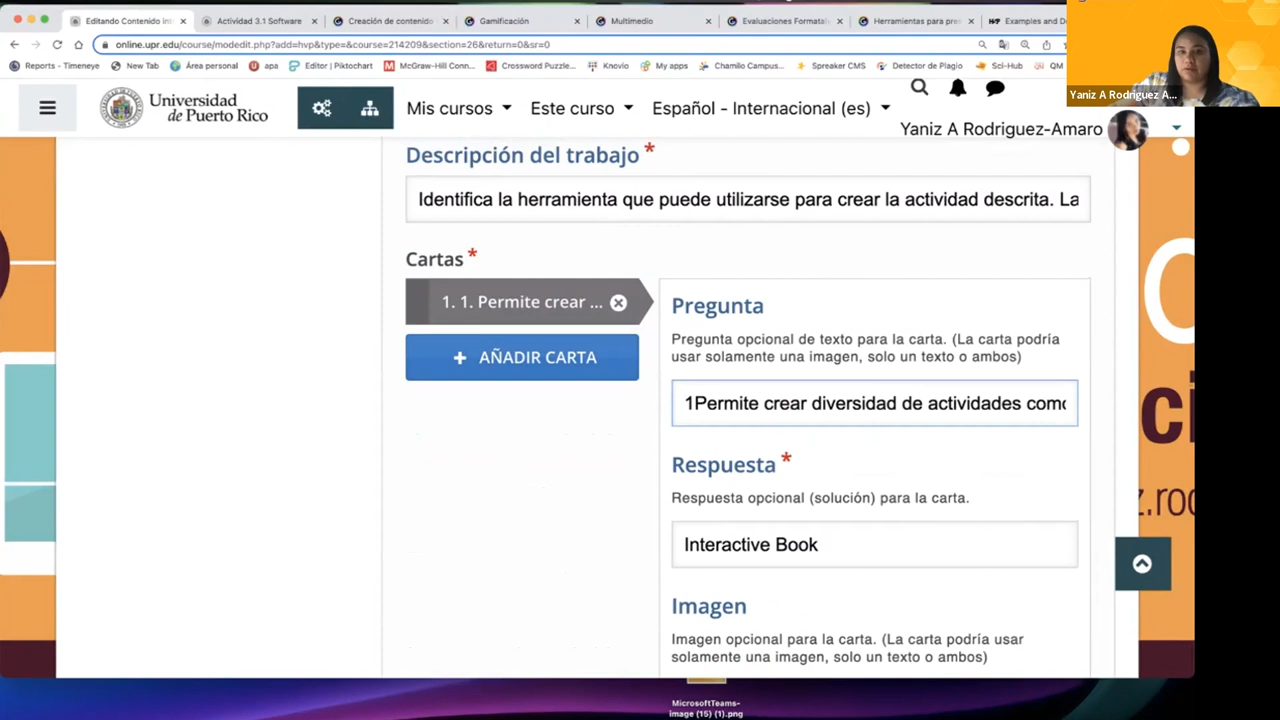 Editando Contenido int
Actividad 3.1 Software
Creación de contenido
Gamificación
Multimedio
Evaluaciones Formata
Herramientas para pre
Examples and D
online.upr.edu/course/modedit.php?add=hvp&type=&course=214209&section=26&return=0&sr=0
Reports - Timeneye
New Tab
Área personal
apa
Editor | Piktochart
McGraw-Hill Conn...
Crossword Puzzle...
Knovio
My apps
Chamilo Campus...
Spreaker CMS
Detector de Plagio
Sci-Hub
QM
Yaniz A Rodríguez A...
Universidad
de Puerto Rico
Mis cursos
Este curso
Español - Internacional (es)
Yaniz A Rodriguez-Amaro
Descripción del trabajo *
Identifica la herramienta que puede utilizarse para crear la actividad descrita. La
Cartas *
1. 1. Permite crear ...
+ AÑADIR CARTA
Pregunta
Pregunta opcional de texto para la carta. (La carta podría
usar solamente una imagen, solo un texto o ambos)
1Permite crear diversidad de actividades como
Respuesta *
Respuesta opcional (solución) para la carta.
Interactive Book
Imagen
Imagen opcional para la carta. (La carta podría usar
solamente una imagen, solo un texto o ambos)
ci
z.roc
MicrosoftTeams-
image (15) (1).png